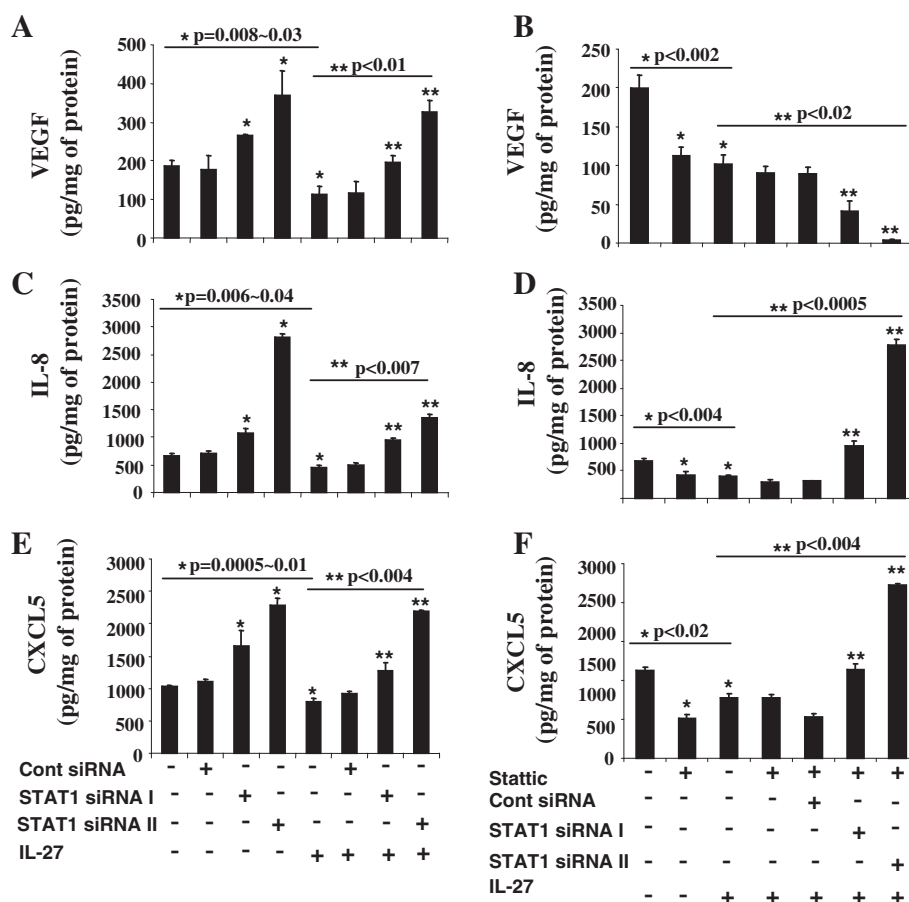 A
* p=0.008~0.03
** p<0.01
VEGF
(pg/mg of protein)
500
400
300
200
100
0
*
*
*
**
**
B
* p<0.002
** p<0.02
VEGF
(pg/mg of protein)
250
200
150
100
50
0
*
*
**
**
C
*p=0.006~0.04
** p<0.007
IL-8
(pg/mg of protein)
3500
3000
2500
2000
1500
1000
500
0
*
*
*
**
**
D
** p<0.0005
* p<0.004
IL-8
(pg/mg of protein)
3500
3000
2500
2000
1500
1000
500
0
*
*
**
**
E
*p=0.0005~0.01
** p<0.004
CXCL5
(pg/mg of protein)
3000
2500
2000
1500
1000
500
0
*
*
*
**
**
F
** p<0.004
* p<0.02
CXCL5
(pg/mg of protein)
3000
2500
2000
1500
1000
500
0
*
*
**
**
Cont siRNA - + - - - + - -
STAT1 siRNA I - - + - - - + -
STAT1 siRNA II - - - + - - - +
IL-27 - - - - + + + +
Stattic - + - + + + +
Cont siRNA - - - - + - -
STAT1 siRNA I - - - - - + -
STAT1 siRNA II - - - - - - +
IL-27 - - + + + + +